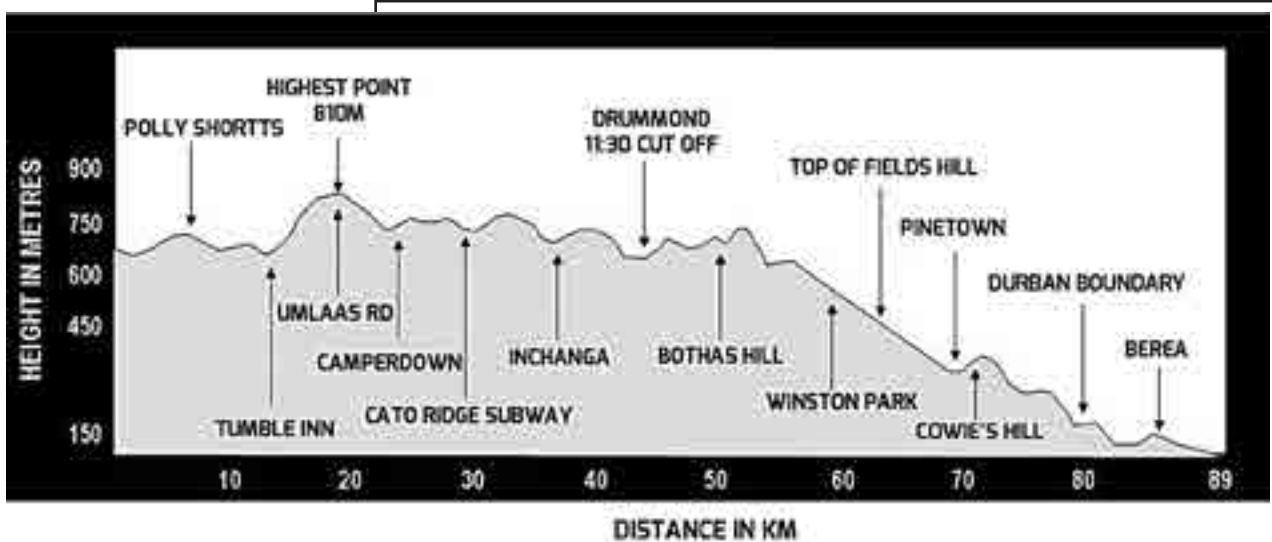 HIGHEST POINT
810M
POLLY SHORTTS
DRUMMOND
11:30 CUT OFF
TOP OF FIELDS HILL
PINETOWN
DURBAN BOUNDARY
BEREA
HEIGHT IN METRES
900
750
600
450
150
UMLAAS RD
CAMPERDOWN
INCHANGA
BOTHAS HILL
WINSTON PARK
TUMBLE INN
CATO RIDGE SUBWAY
COWIE'S HILL
10 20 30 40 50 60 70 80 89
DISTANCE IN KM